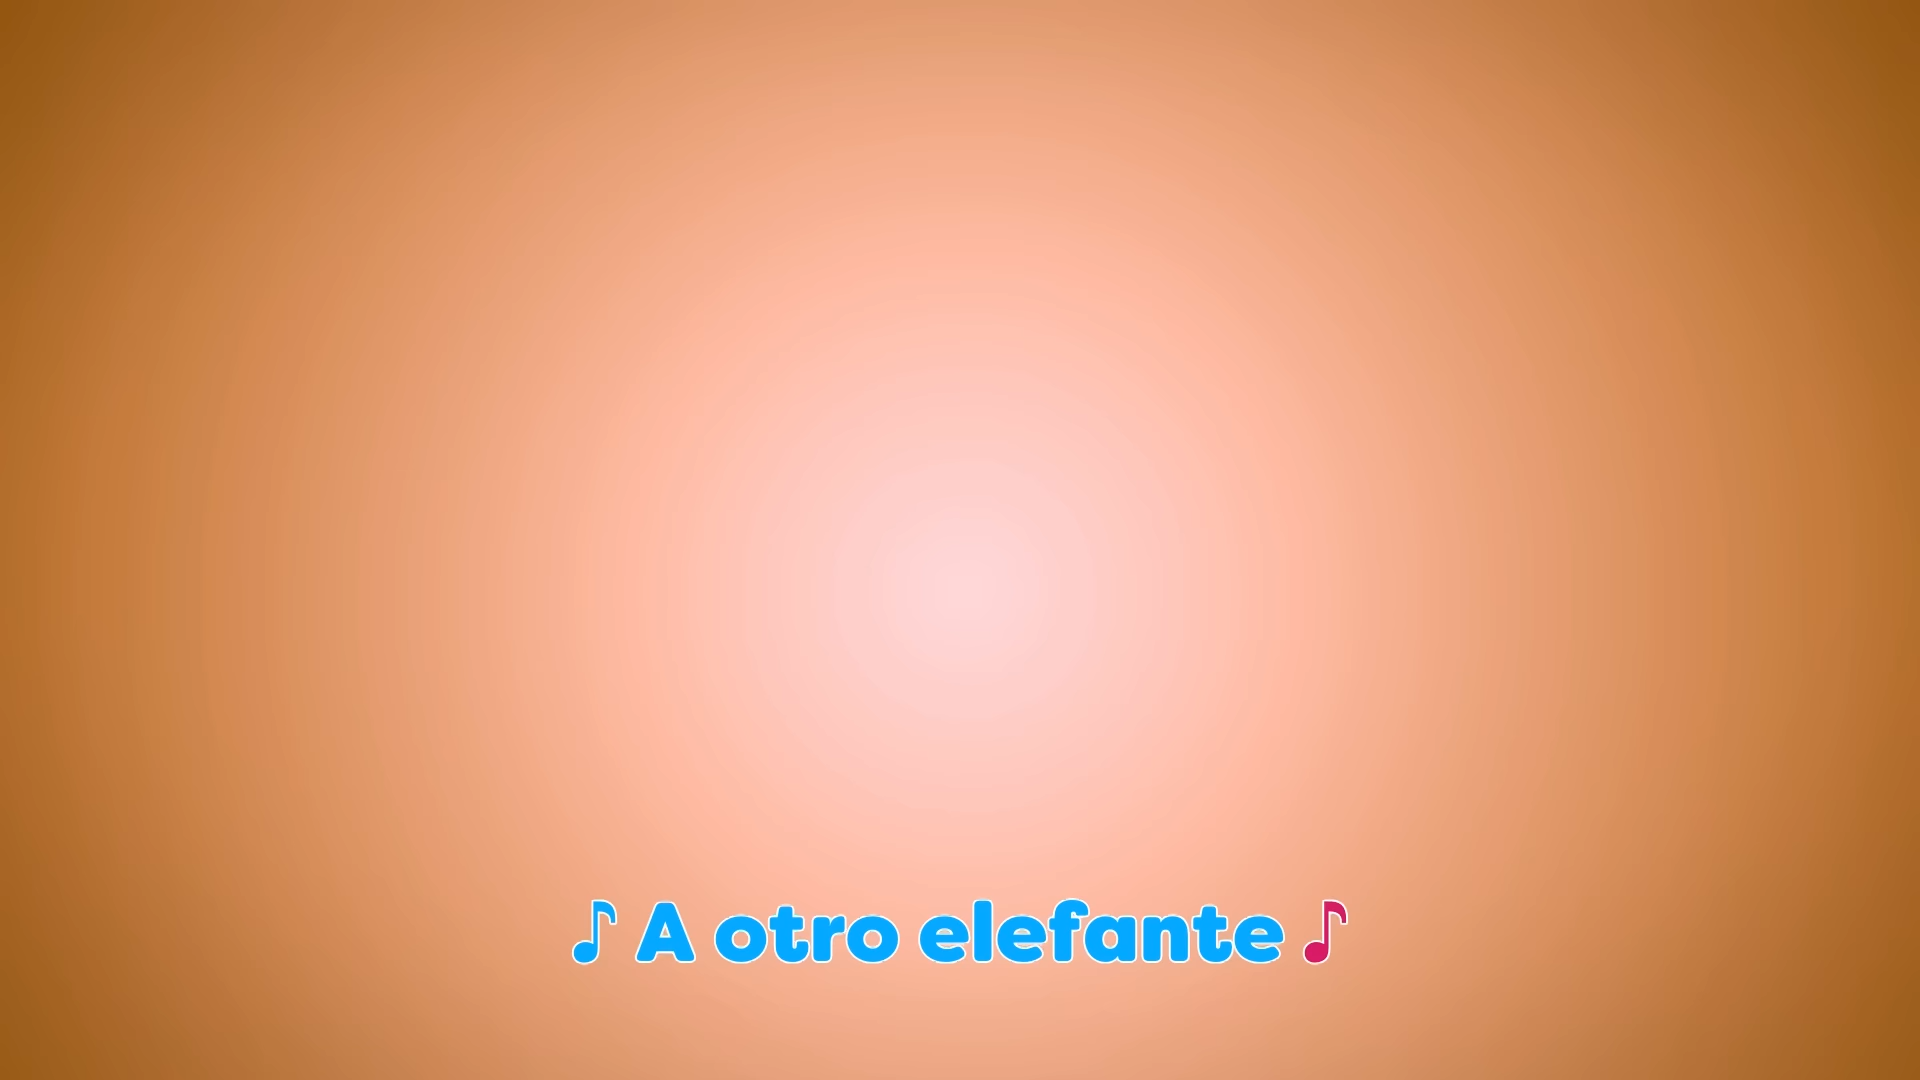 ♪ A otro elefante ♪